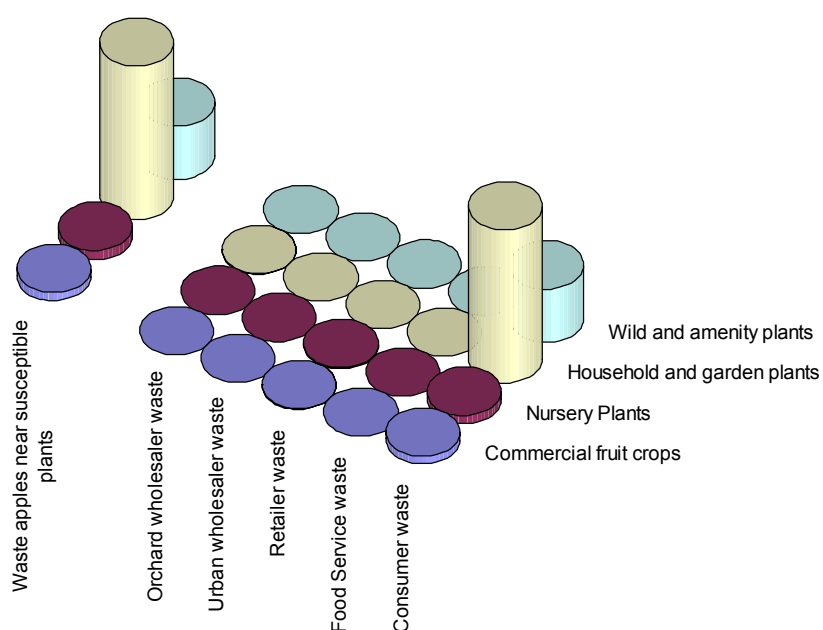 Wild and amenity plants
Household and garden plants
Nursery Plants
Commercial fruit crops
Waste apples near susceptible
plants
Orchard wholesaler waste
Urban wholesaler waste
Retailer waste
Food Service waste
Consumer waste